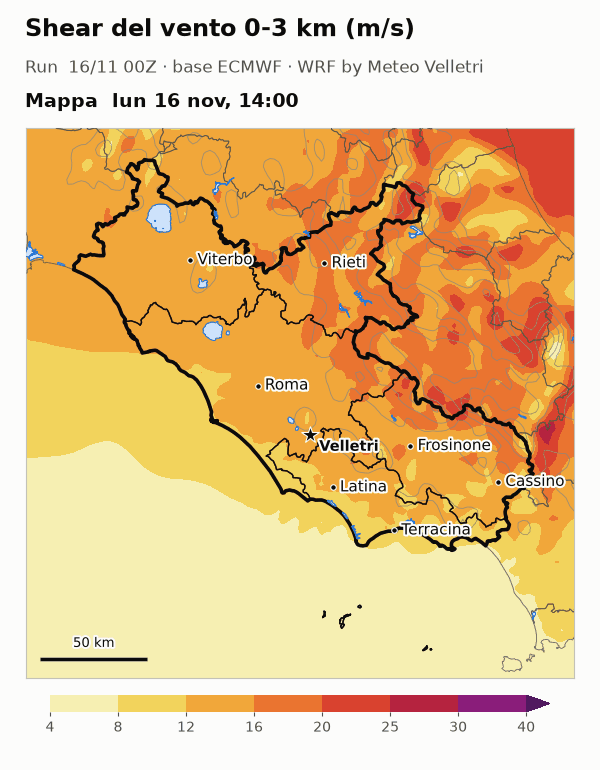 Shear del vento 0-3 km (m/s)
Run 16/11 00Z · base ECMWF · WRF by Meteo Velletri
Mappa lun 16 nov, 14:00
Viterbo
Rieti
Roma
Velletri
Frosinone
Latina
Cassino
Terracina
50 km
4 8 12 16 20 25 30 40